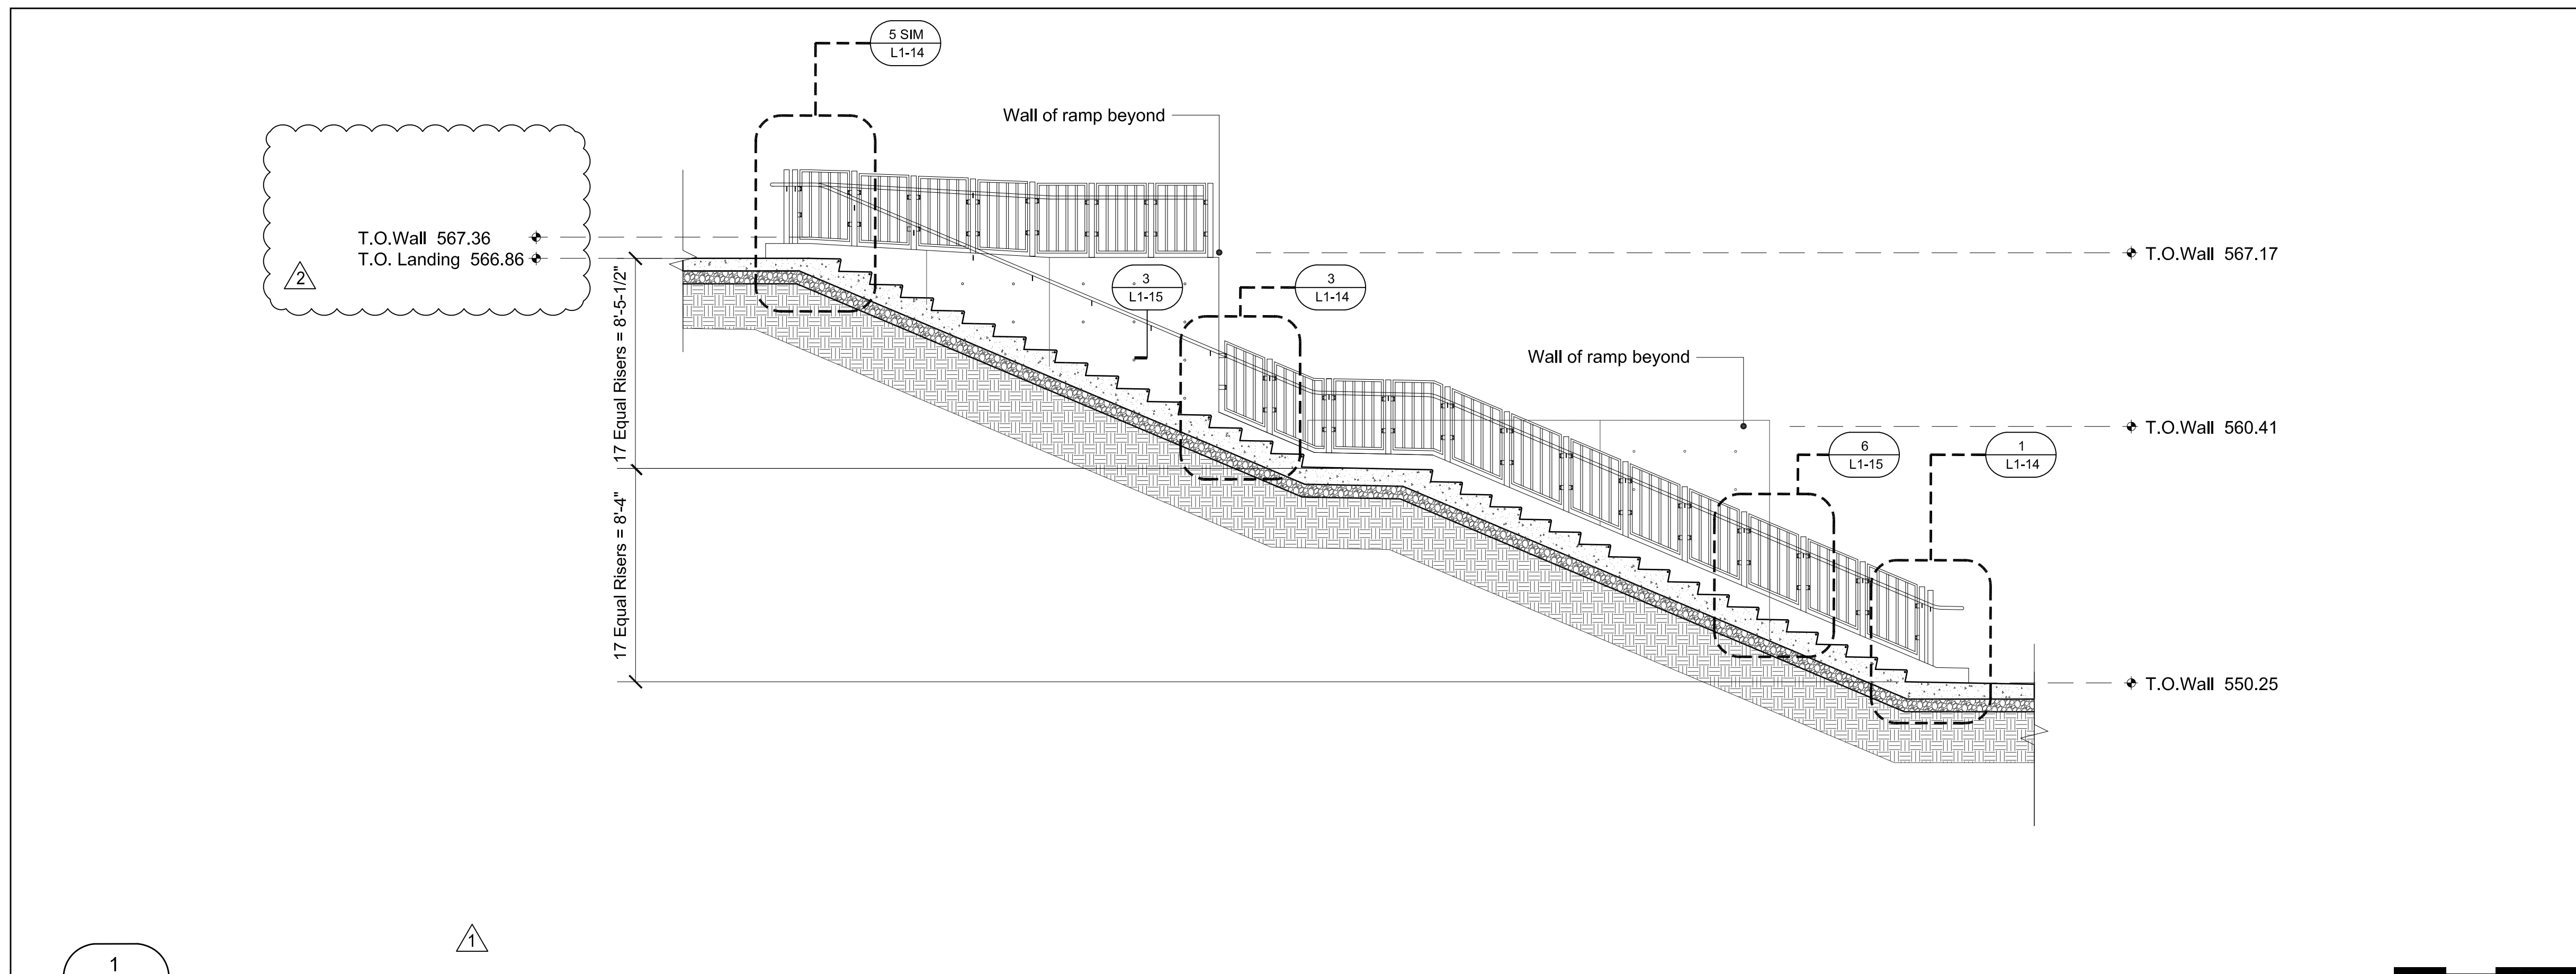 5 SIM
L1-14
Wall of ramp beyond
T.O.Wall 567.36
T.O. Landing 566.86
2
T.O.Wall 567.17
3
L1-15
3
L1-14
17 Equal Risers = 8'-5-1/2"
Wall of ramp beyond
T.O.Wall 560.41
6
L1-15
1
L1-14
17 Equal Risers = 8'-4"
T.O.Wall 550.25
1
1